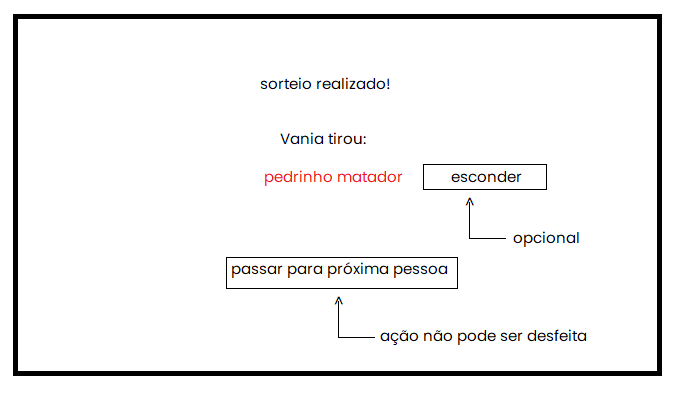 sorteio realizado!
Vania tirou:
pedrinho matador esconder
opcional
passar para próxima pessoa
ação não pode ser desfeita